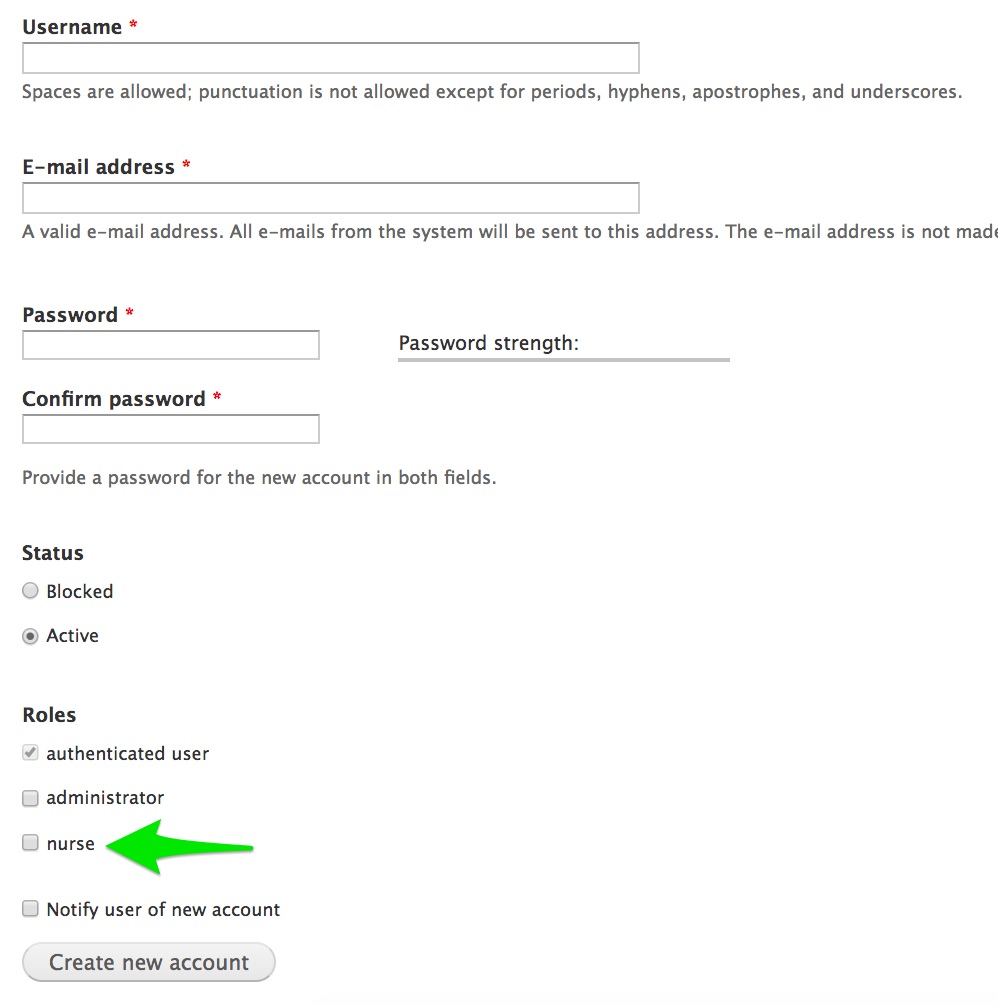 Username *
Spaces are allowed; punctuation is not allowed except for periods, hyphens, apostrophes, and underscores.
E-mail address *
A valid e-mail address. All e-mails from the system will be sent to this address. The e-mail address is not made
Password *
Password strength:
Confirm password *
Provide a password for the new account in both fields.
Status
Blocked
Active
Roles
authenticated user
administrator
nurse
Notify user of new account
Create new account